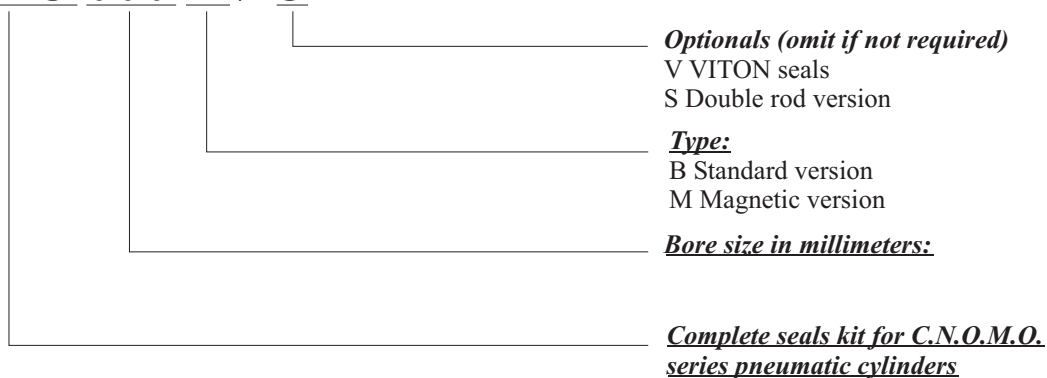 Optionals (omit if not required)
V VITON seals
S Double rod version
Type:
B Standard version
M Magnetic version
Bore size in millimeters:
Complete seals kit for C.N.O.M.O.
series pneumatic cylinders